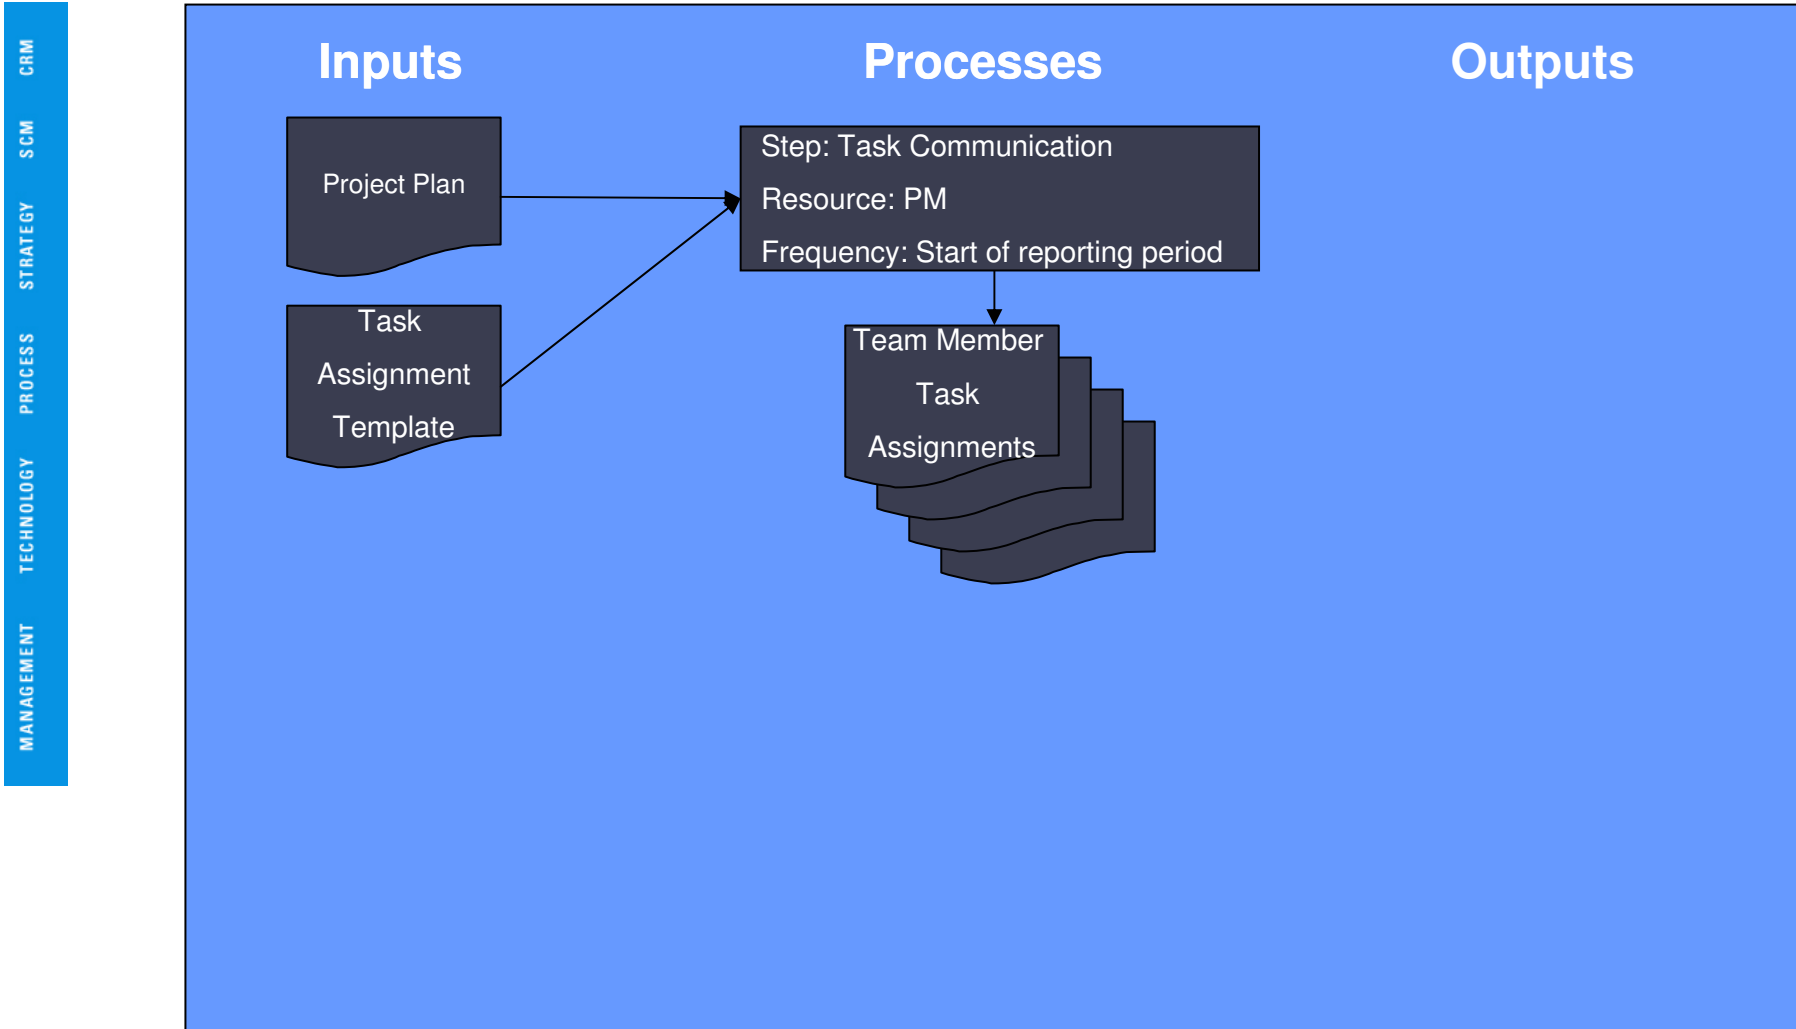 CRM
SCM
STRATEGY
PROCESS
TECHNOLOGY
MANAGEMENT
Inputs
Processes
Outputs
Project Plan
Task
Assignment
Template
Step: Task Communication
Resource: PM
Frequency: Start of reporting period
Team Member
Task
Assignments